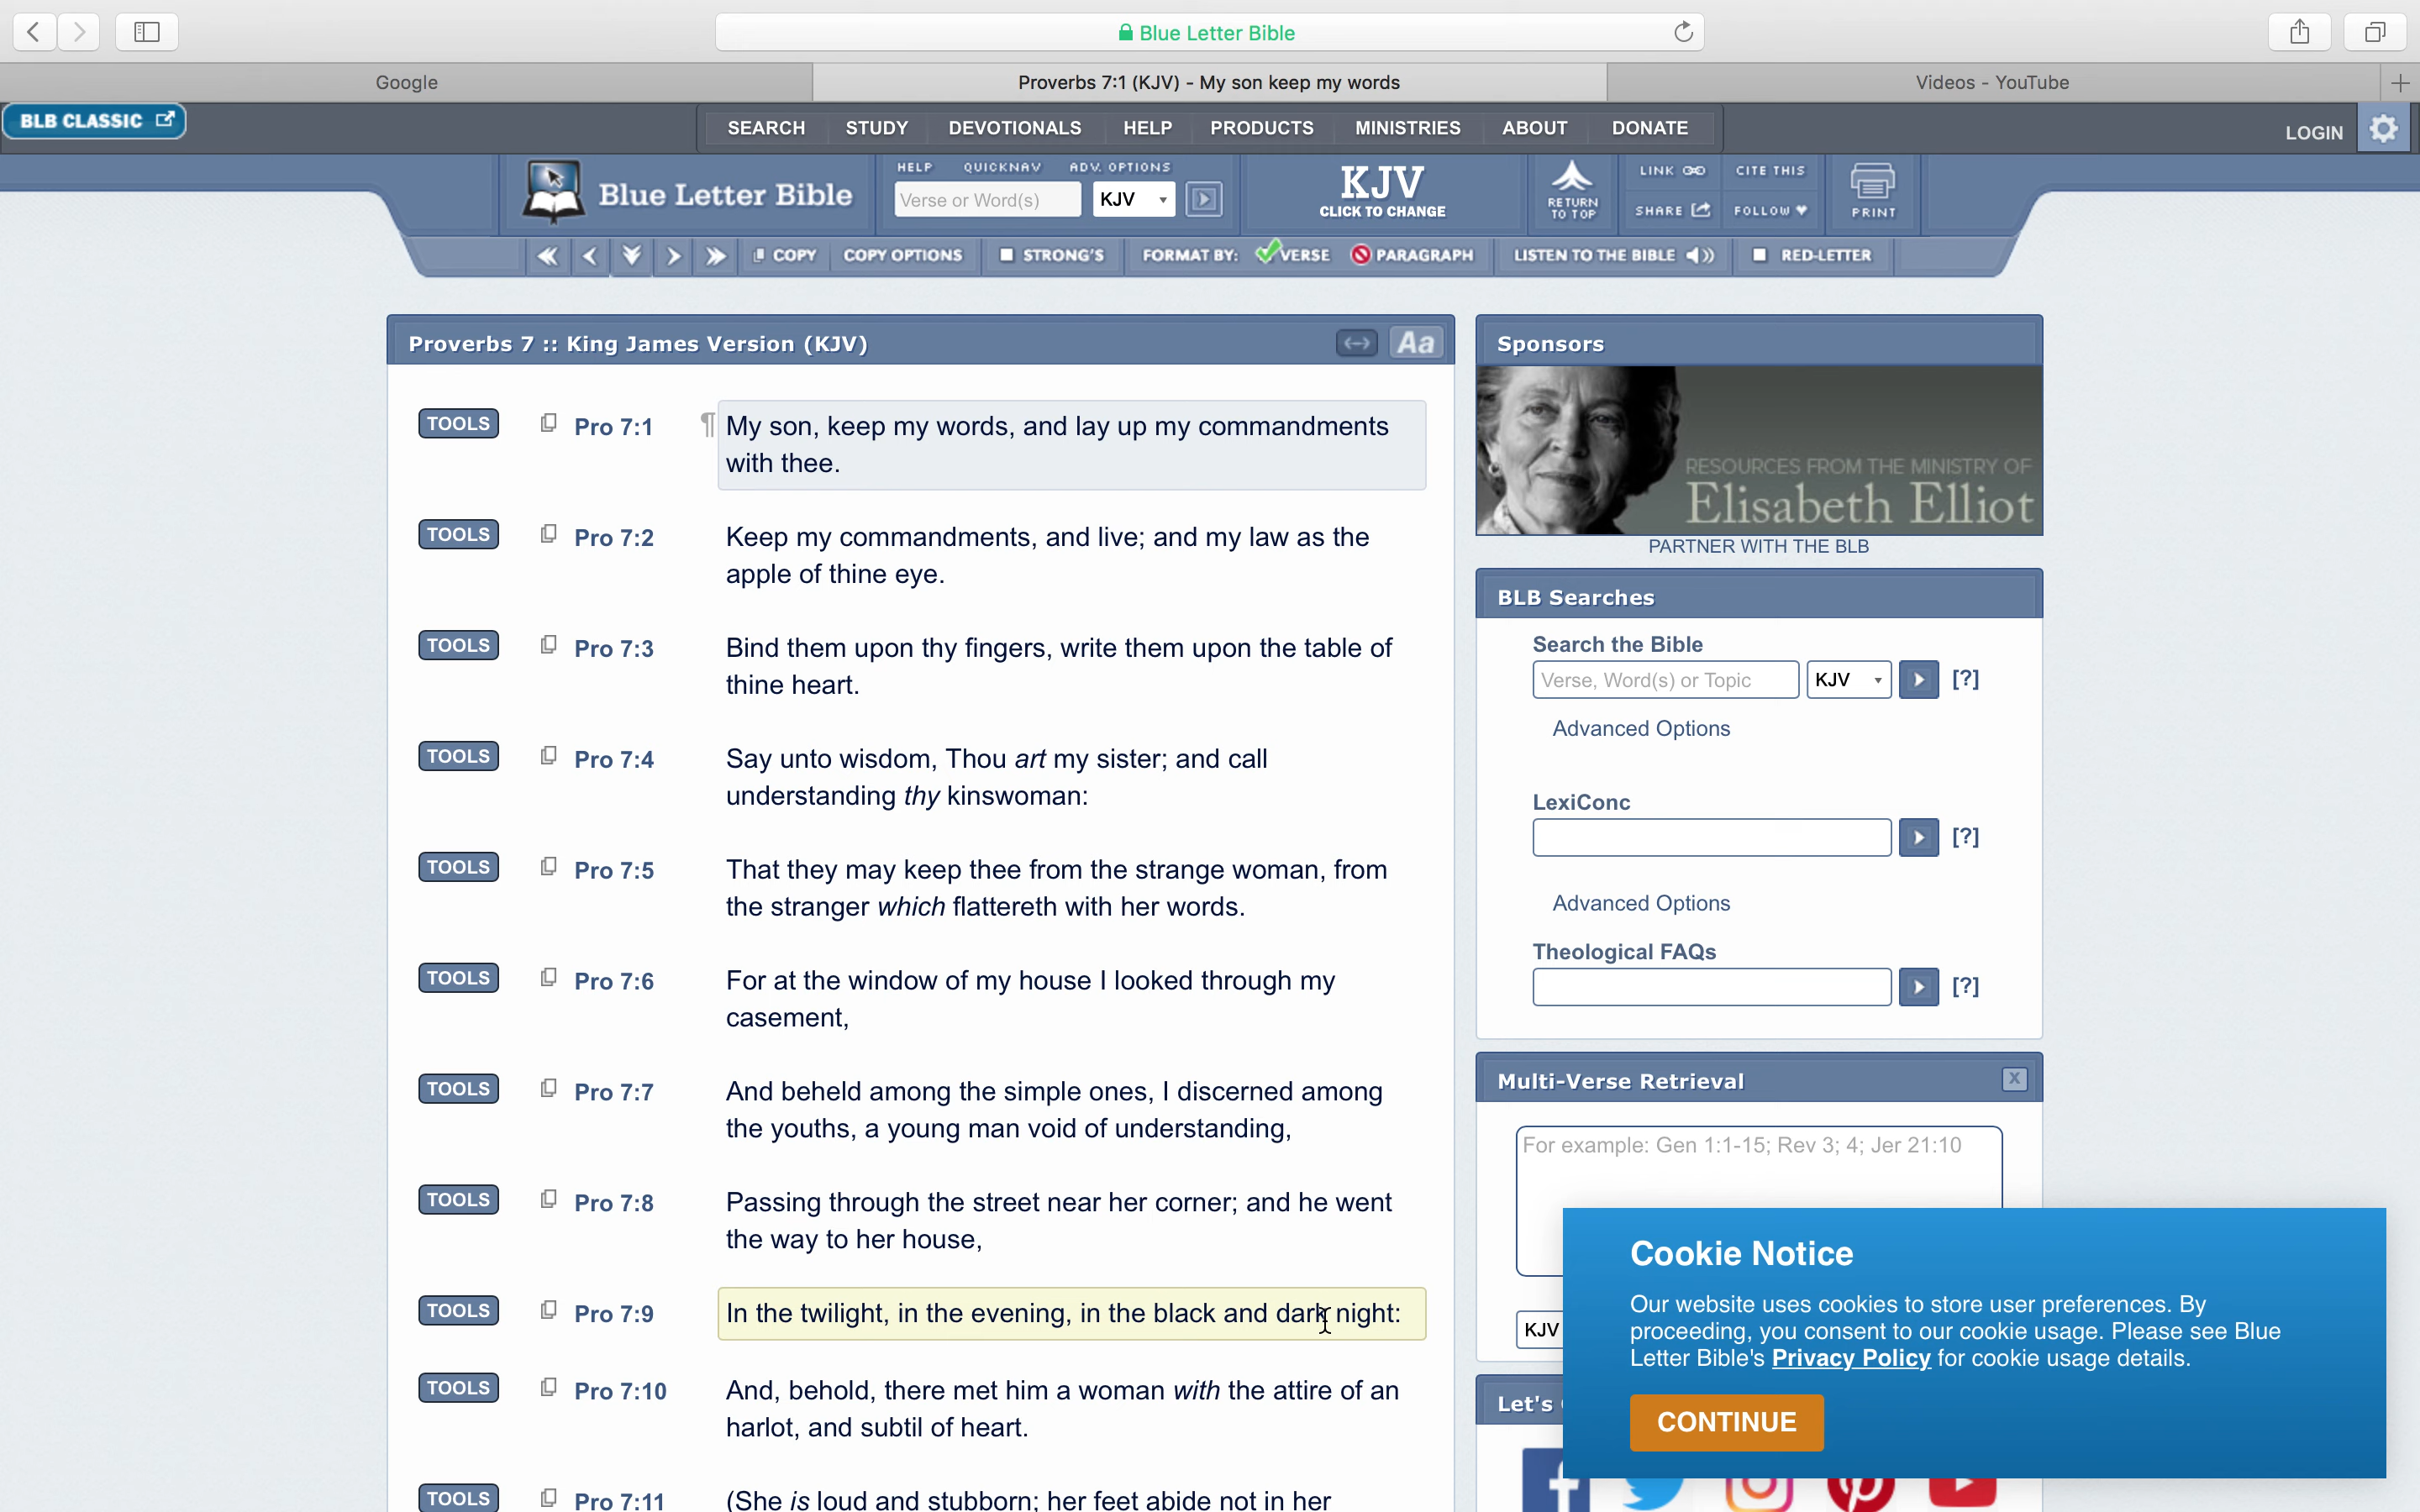 Blue Letter Bible
Google
Proverbs 7:1 (KJV) - My son keep my words
Videos - YouTube
BLB CLASSIC
SEARCH STUDY DEVOTIONALS HELP PRODUCTS MINISTRIES ABOUT DONATE
LOGIN
Blue Letter Bible
HELP QUICKNAV ADV. OPTIONS
Verse or Word(s) KJV
KJV
CLICK TO CHANGE
RETURN
TO TOP
LINK CITE THIS
SHARE FOLLOW
PRINT
COPY COPY OPTIONS STRONG'S FORMAT BY: VERSE PARAGRAPH LISTEN TO THE BIBLE RED-LETTER
Proverbs 7 :: King James Version (KJV)
Aa
TOOLS Pro 7:1 ¶ My son, keep my words, and lay up my commandments
with thee.
TOOLS Pro 7:2 Keep my commandments, and live; and my law as the
apple of thine eye.
TOOLS Pro 7:3 Bind them upon thy fingers, write them upon the table of
thine heart.
TOOLS Pro 7:4 Say unto wisdom, Thou art my sister; and call
understanding thy kinswoman:
TOOLS Pro 7:5 That they may keep thee from the strange woman, from
the stranger which flattereth with her words.
TOOLS Pro 7:6 For at the window of my house I looked through my
casement,
TOOLS Pro 7:7 And beheld among the simple ones, I discerned among
the youths, a young man void of understanding,
TOOLS Pro 7:8 Passing through the street near her corner; and he went
the way to her house,
TOOLS Pro 7:9 In the twilight, in the evening, in the black and dark night:
TOOLS Pro 7:10 And, behold, there met him a woman with the attire of an
harlot, and subtil of heart.
TOOLS Pro 7:11 (She is loud and stubborn; her feet abide not in her
Sponsors
RESOURCES FROM THE MINISTRY OF
Elisabeth Elliot
PARTNER WITH THE BLB
BLB Searches
Search the Bible
Verse, Word(s) or Topic KJV [?]
Advanced Options
LexiConc
[?]
Advanced Options
Theological FAQs
[?]
Multi-Verse Retrieval X
For example: Gen 1:1-15; Rev 3; 4; Jer 21:10
KJV
Let's
Cookie Notice
Our website uses cookies to store user preferences. By
proceeding, you consent to our cookie usage. Please see Blue
Letter Bible's Privacy Policy for cookie usage details.
CONTINUE